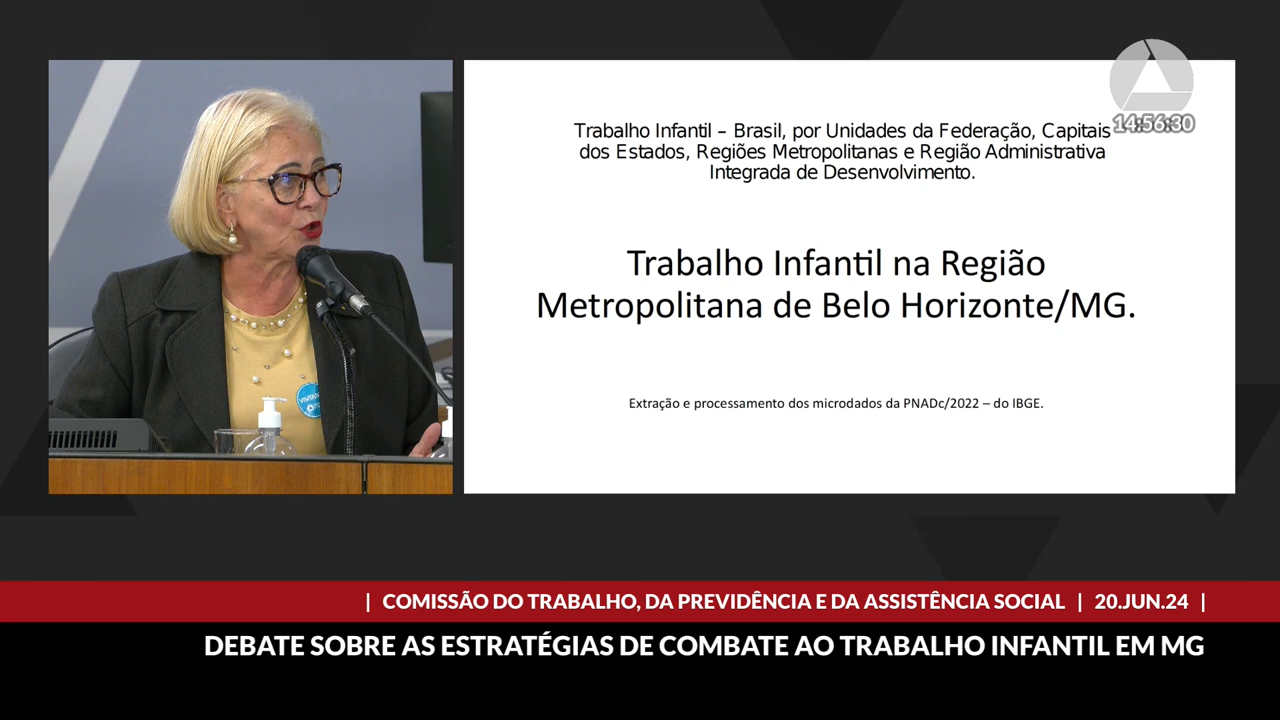 14:56:30
Trabalho Infantil – Brasil, por Unidades da Federação, Capitais
dos Estados, Regiões Metropolitanas e Região Administrativa
Integrada de Desenvolvimento.
Trabalho Infantil na Região
Metropolitana de Belo Horizonte/MG.
Extração e processamento dos microdados da PNADc/2022 – do IBGE.
| COMISSÃO DO TRABALHO, DA PREVIDÊNCIA E DA ASSISTÊNCIA SOCIAL | 20.JUN.24 |
DEBATE SOBRE AS ESTRATÉGIAS DE COMBATE AO TRABALHO INFANTIL EM MG